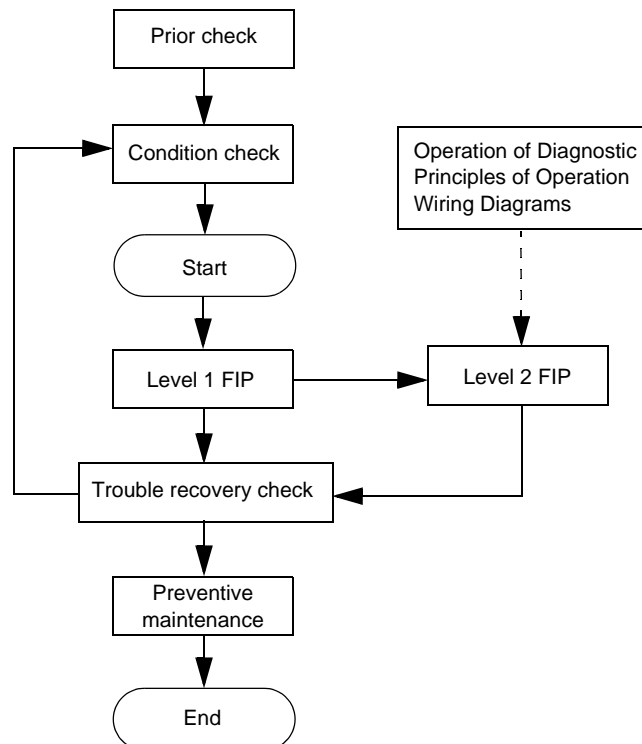 Prior check
Condition check
Operation of Diagnostic
Principles of Operation
Wiring Diagrams
Start
Level 1 FIP
Level 2 FIP
Trouble recovery check
Preventive
maintenance
End